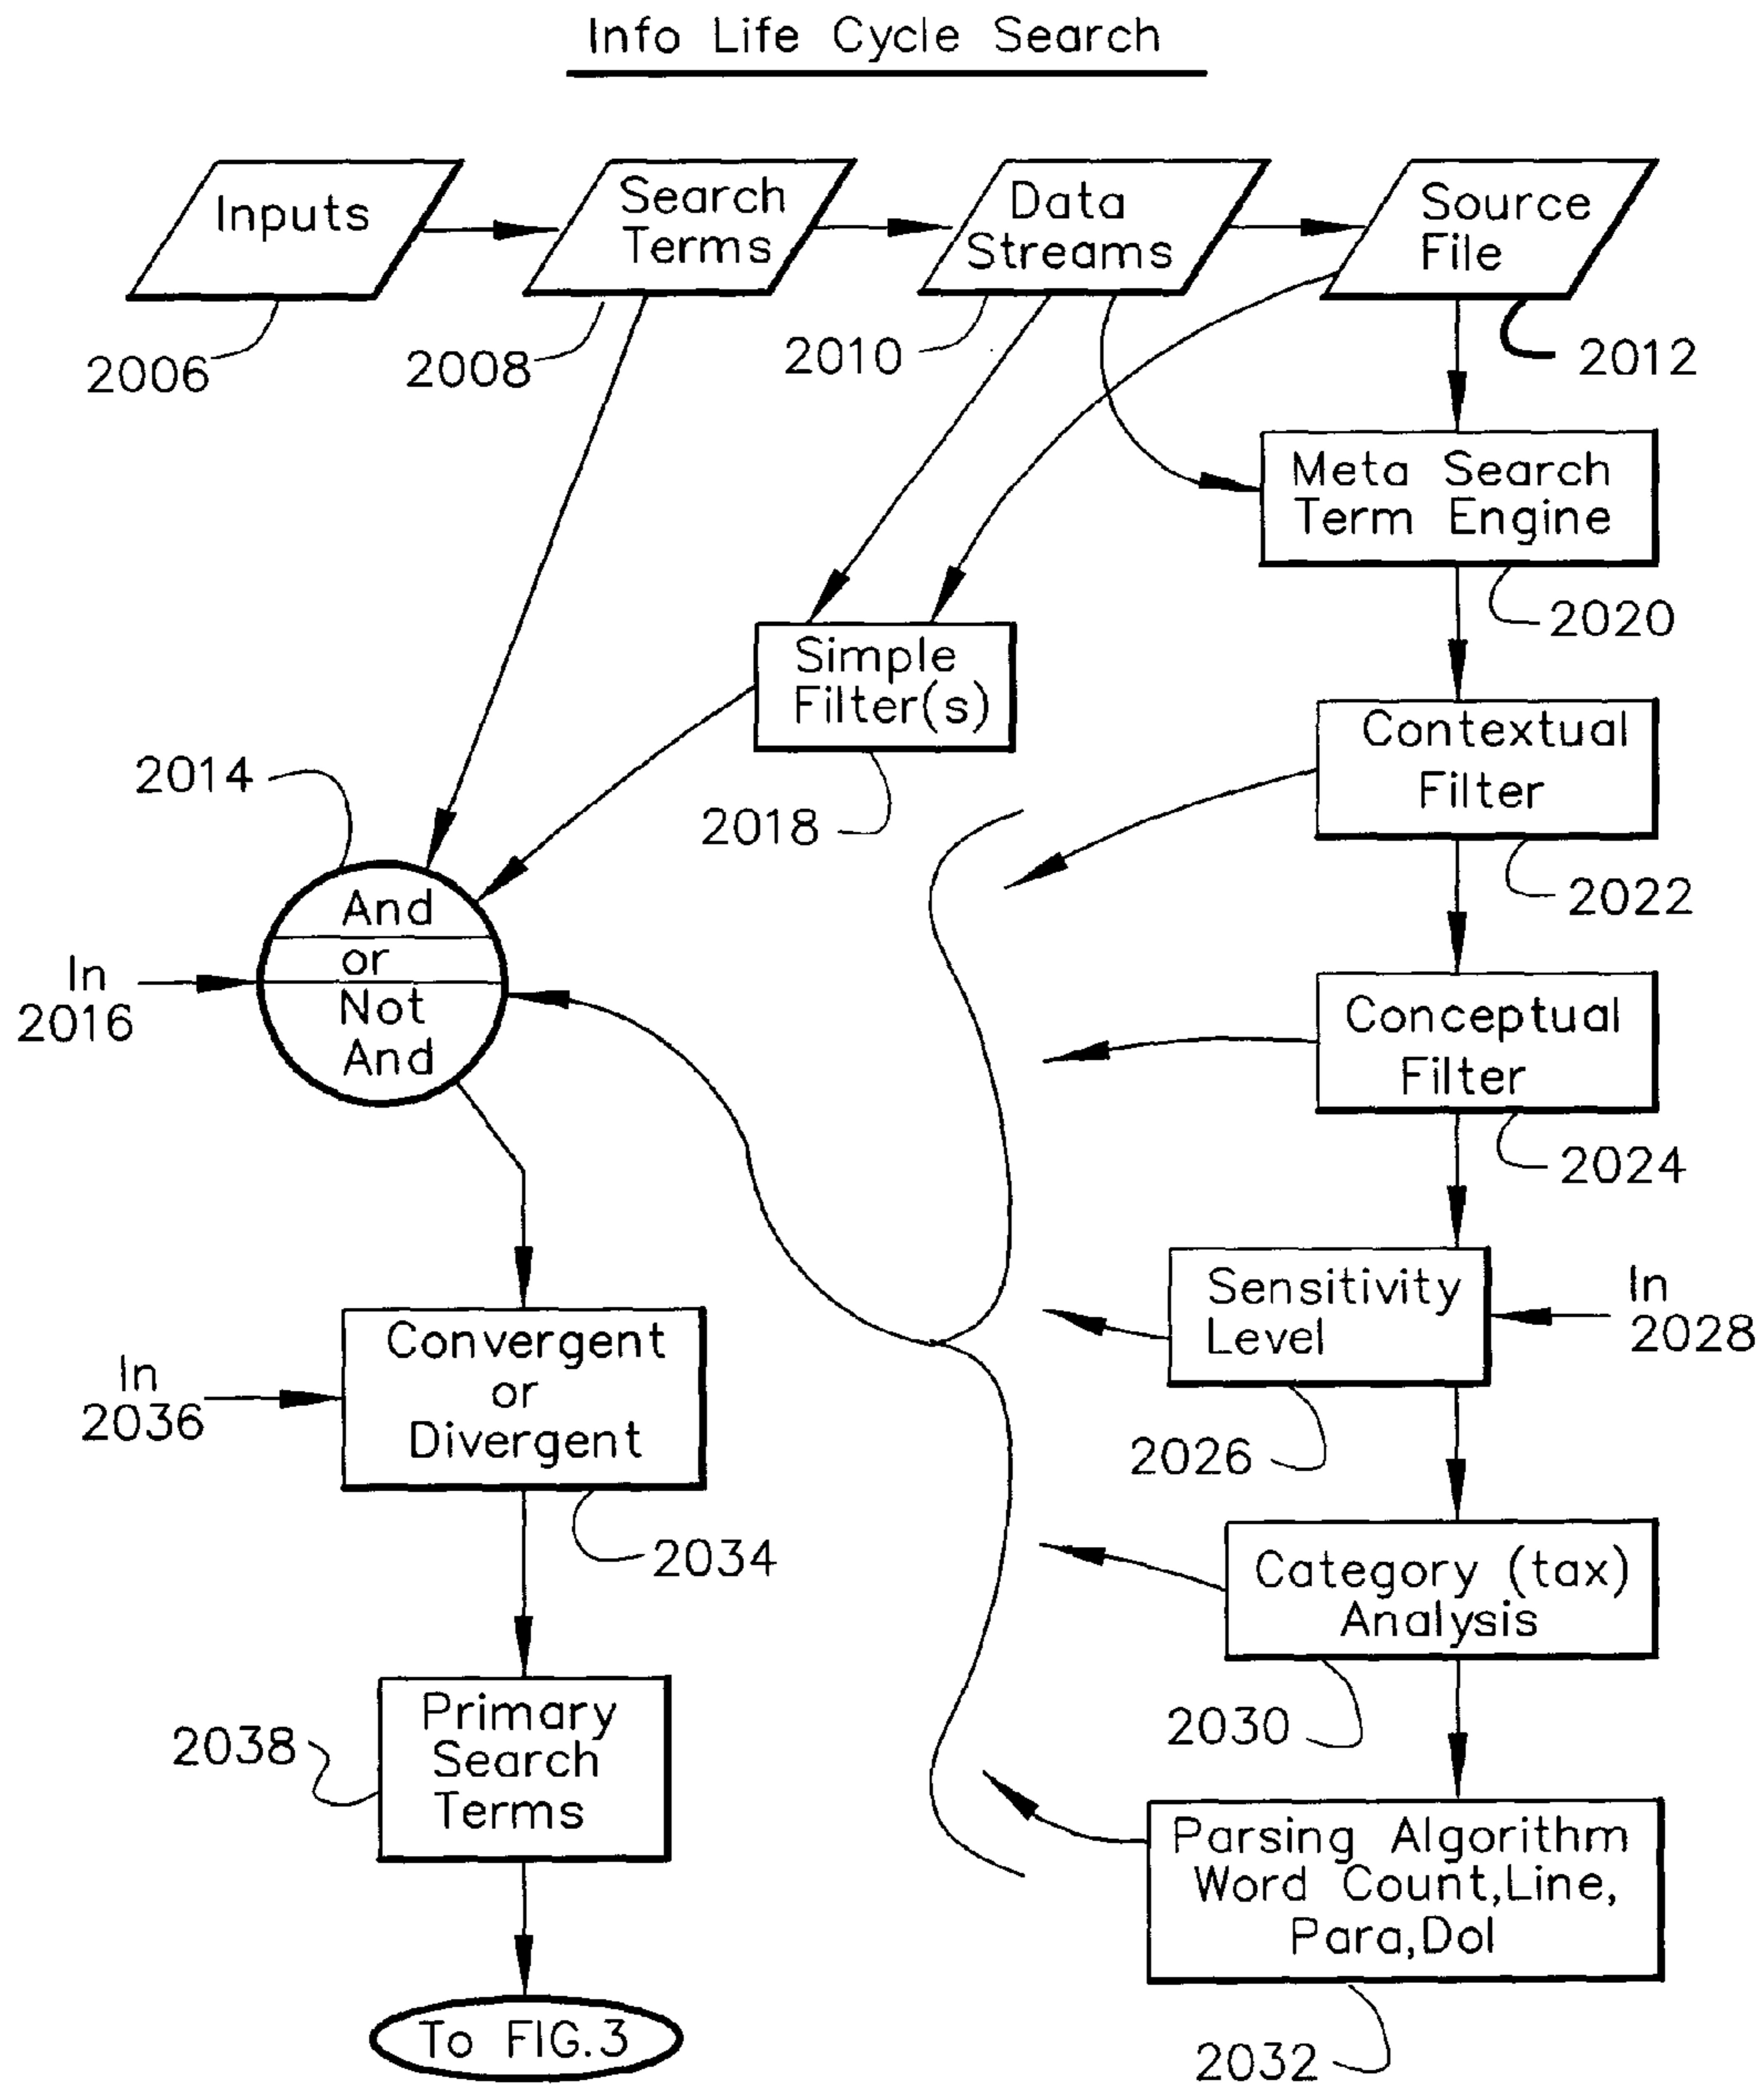 Info Life Cycle Search
Inputs
Search
Terms
Data
Streams
Source
File
2006
2008
2010
2012
Meta Search
Term Engine
2020
Simple
Filter(s)
2018
Contextual
Filter
2022
2014
And
or
Not
And
In
2016
Conceptual
Filter
2024
Sensitivity
Level
In
2028
2026
Convergent
or
Divergent
In
2036
2034
Category (tax)
Analysis
2030
Primary
Search
Terms
2038
Parsing Algorithm
Word Count,Line,
Para,Dol
2032
To FIG.3